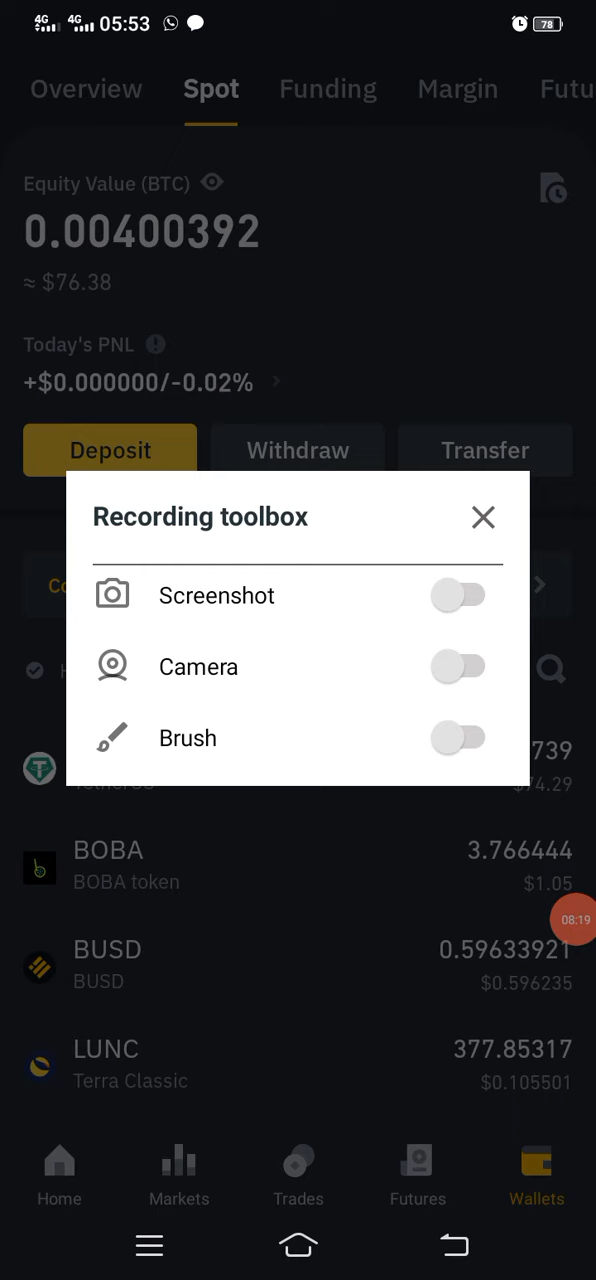 4G 4G 05:53 78
Overview Spot Funding Margin Futu
Equity Value (BTC)
0.00400392
≈ $76.38
Today's PNL
+$0.000000/-0.02%
Deposit Withdraw Transfer
Recording toolbox
Screenshot
Camera
Brush
739
$74.29
BOBA 3.766444
BOBA token $1.05
08:19
BUSD 0.59633921
BUSD $0.596235
LUNC 377.85317
Terra Classic $0.105501
Home Markets Trades Futures Wallets